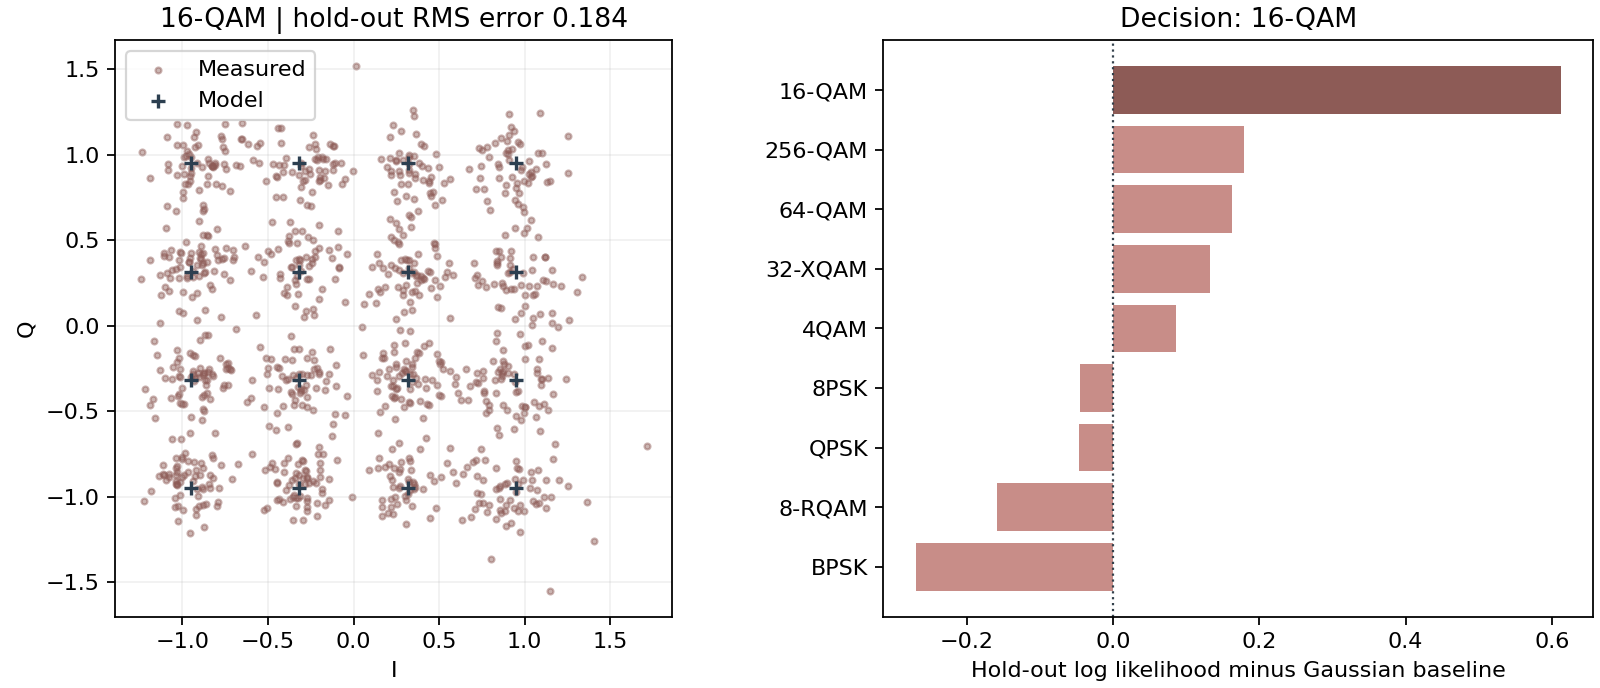 16-QAM | hold-out RMS error 0.184
Measured
Model
1.5
1.0
0.5
0.0
−0.5
−1.0
−1.5
Q
−1.0
−0.5
0.0
0.5
1.0
1.5
I
Decision: 16-QAM
16-QAM
256-QAM
64-QAM
32-XQAM
4QAM
8PSK
QPSK
8-RQAM
BPSK
−0.2
0.0
0.2
0.4
0.6
Hold-out log likelihood minus Gaussian baseline